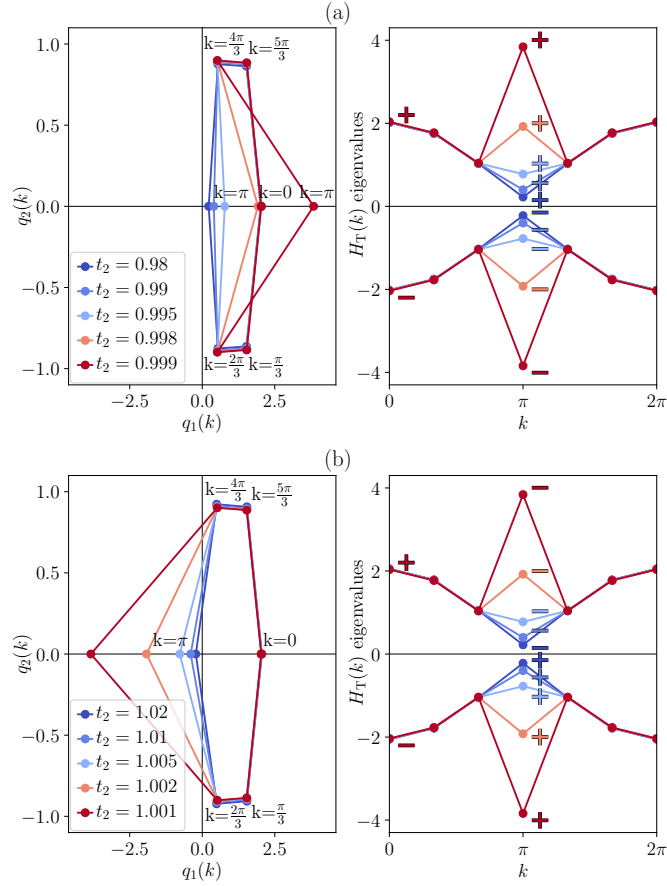 (a)
1.0
0.5
0.0
−0.5
−1.0
q₂(k)
k=4π/3
k=5π/3
k=π
k=0
k=π
k=2π/3
k=π/3
t₂ = 0.98
t₂ = 0.99
t₂ = 0.995
t₂ = 0.998
t₂ = 0.999
−2.5
0.0
2.5
q₁(k)
4
2
0
−2
−4
H_T(k) eigenvalues
+
+
+
+
+
+
−
−
−
−
−
−
0
π
2π
k
(b)
1.0
0.5
0.0
−0.5
−1.0
q₂(k)
k=4π/3
k=5π/3
k=π
k=0
k=2π/3
k=π/3
t₂ = 1.02
t₂ = 1.01
t₂ = 1.005
t₂ = 1.002
t₂ = 1.001
−2.5
0.0
2.5
q₁(k)
4
2
0
−2
−4
H_T(k) eigenvalues
−
+
−
−
−
−
+
+
+
+
−
+
0
π
2π
k